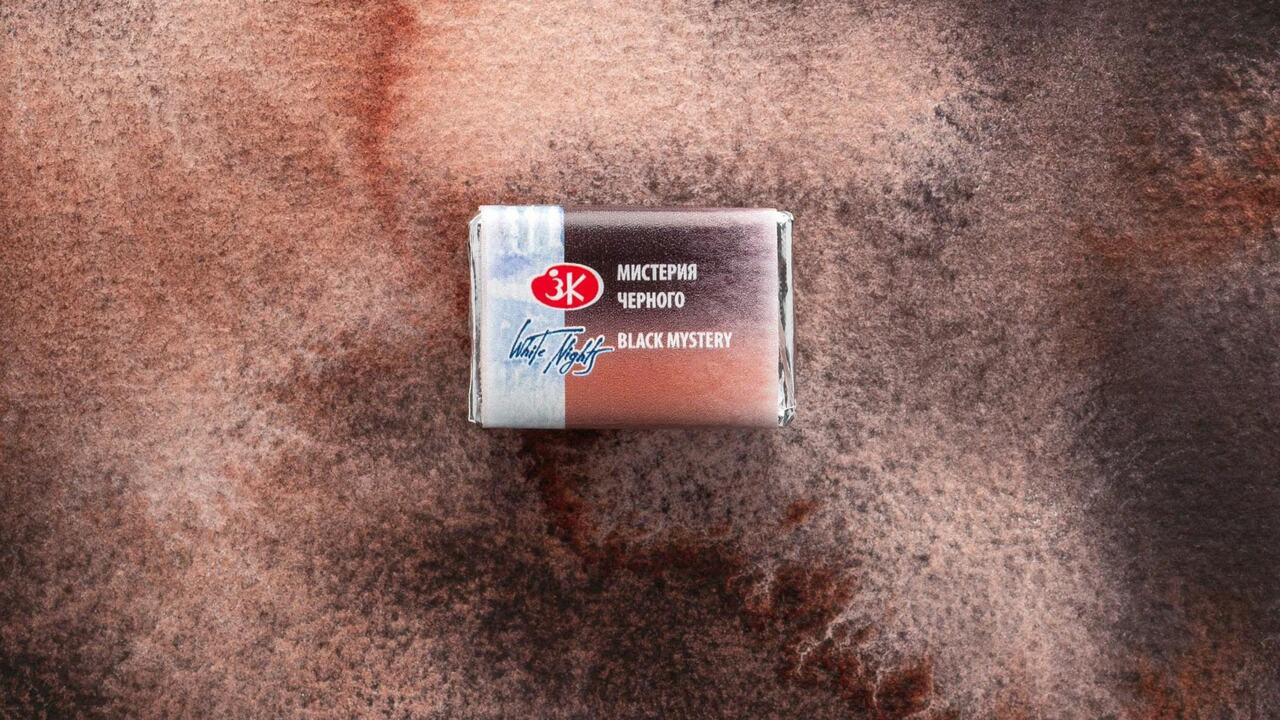 ЗК
White Nights
МИСТЕРИЯ
ЧЕРНОГО
BLACK MYSTERY